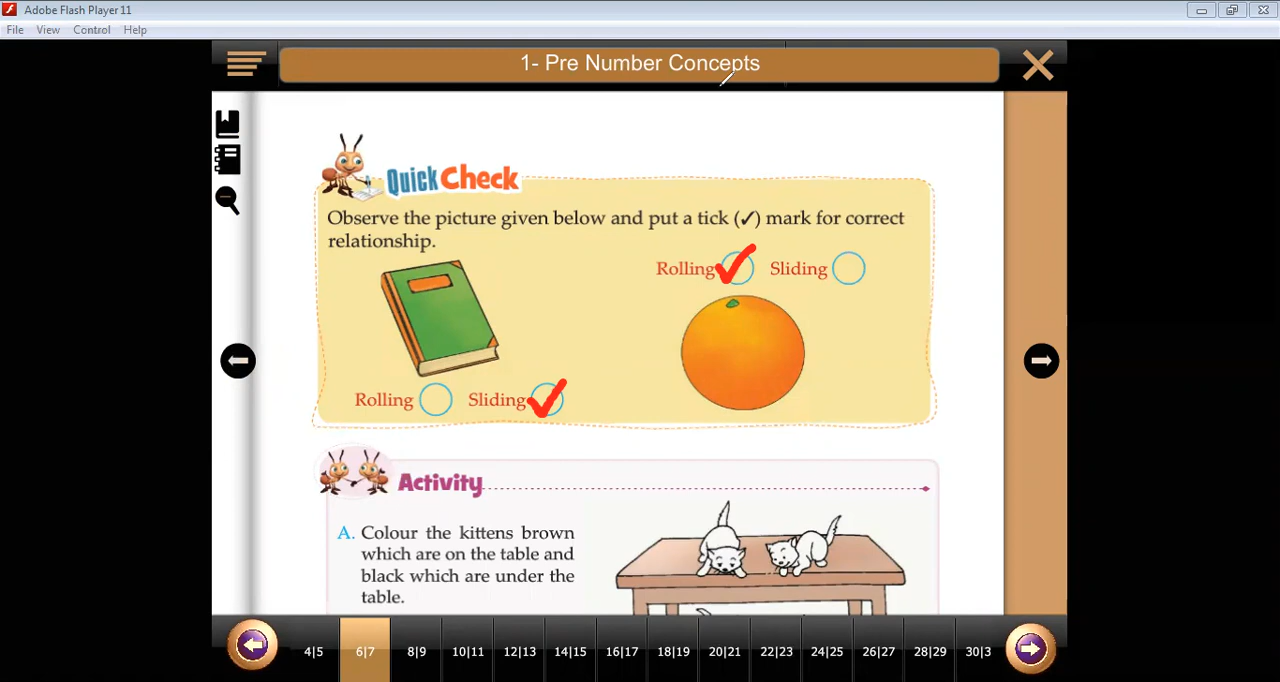 Adobe Flash Player 11
File View Control Help
1- Pre Number Concepts
Quick Check
Observe the picture given below and put a tick (✓) mark for correct
relationship.
Rolling Sliding
Rolling Sliding
Activity
A. Colour the kittens brown
which are on the table and
black which are under the
table.
4|5 6|7 8|9 10|11 12|13 14|15 16|17 18|19 20|21 22|23 24|25 26|27 28|29 30|3